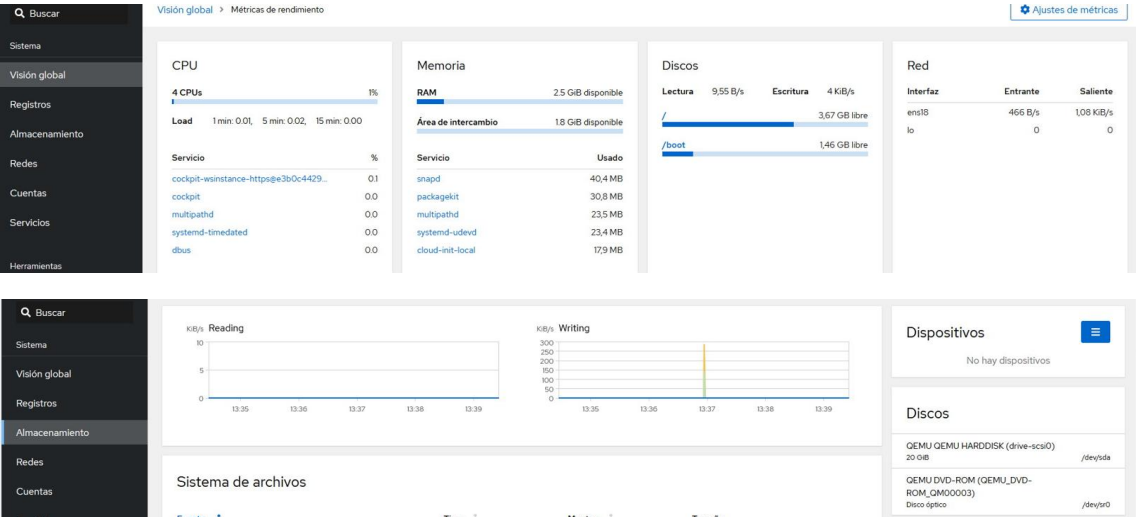 Buscar
Visión global > Métricas de rendimiento
Ajustes de métricas
Sistema
Visión global
Registros
Almacenamiento
Redes
Cuentas
Servicios
Herramientas
CPU
4 CPUs 1%
Load 1 min: 0.01, 5 min: 0.02, 15 min: 0.00
Servicio %
cockpit-wsinstance-https@e3b0c4429... 0.1
cockpit 0.0
multipathd 0.0
systemd-timedated 0.0
dbus 0.0
Memoria
RAM 2.5 GiB disponible
Área de intercambio 1.8 GiB disponible
Servicio Usado
snapd 40,4 MB
packagekit 30,8 MB
multipathd 23,5 MB
systemd-udevd 23,4 MB
cloud-init-local 17,9 MB
Discos
Lectura 9,55 B/s Escritura 4 KiB/s
/ 3,67 GB libre
/boot 1,46 GB libre
Red
Interfaz Entrante Saliente
ens18 466 B/s 1,08 KiB/s
lo 0 0
Buscar
Sistema
Visión global
Registros
Almacenamiento
Redes
Cuentas
KiB/s Reading
10
5
0
13:35 13:36 13:37 13:38 13:39
KiB/s Writing
300
250
200
150
100
50
0
13:35 13:36 13:37 13:38 13:39
Sistema de archivos
Dispositivos
No hay dispositivos
Discos
QEMU QEMU HARDDISK (drive-scsi0)
20 GiB /dev/sda
QEMU DVD-ROM (QEMU_DVD-
ROM_QM00003)
Disco óptico /dev/sr0